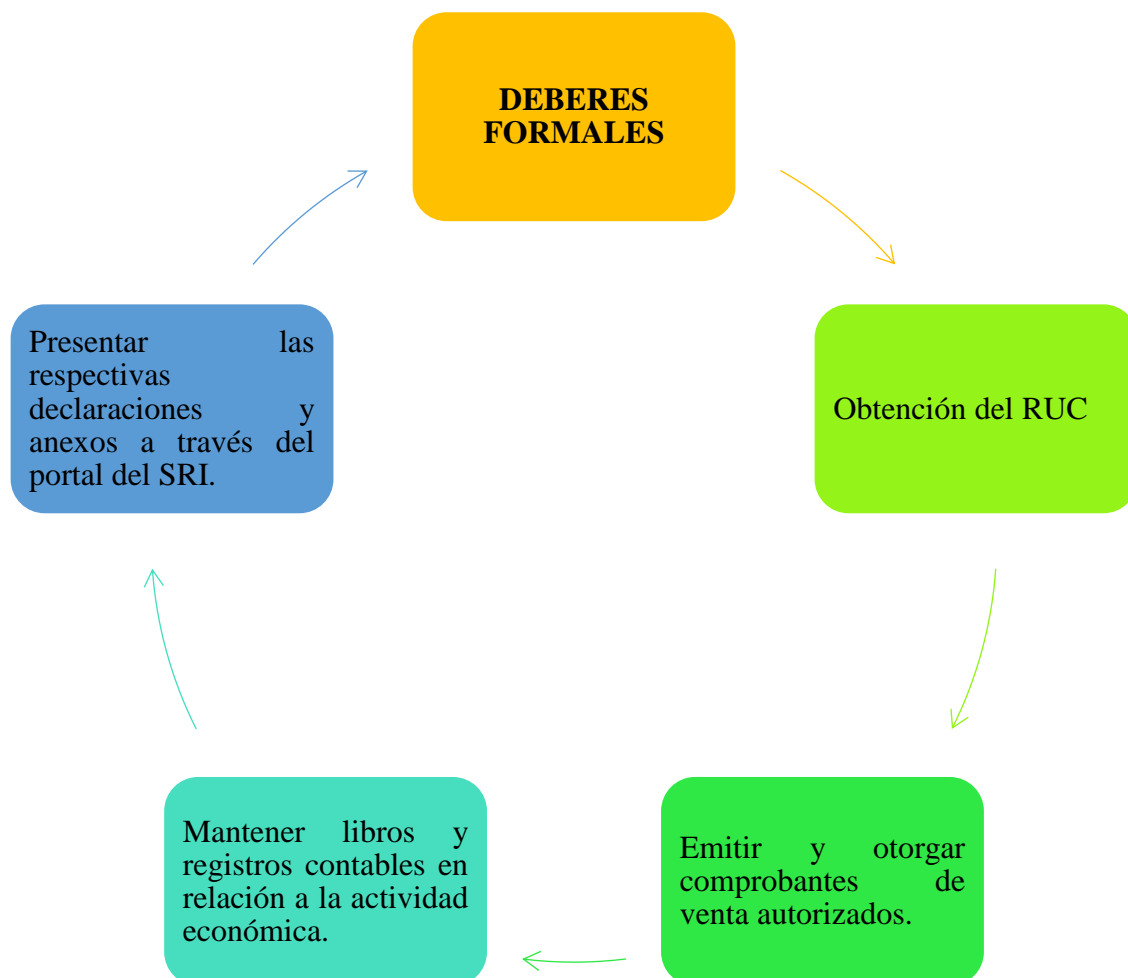 DEBERES
FORMALES
Obtención del RUC
Emitir y otorgar
comprobantes de
venta autorizados.
Mantener libros y
registros contables en
relación a la actividad
económica.
Presentar las
respectivas
declaraciones y
anexos a través del
portal del SRI.